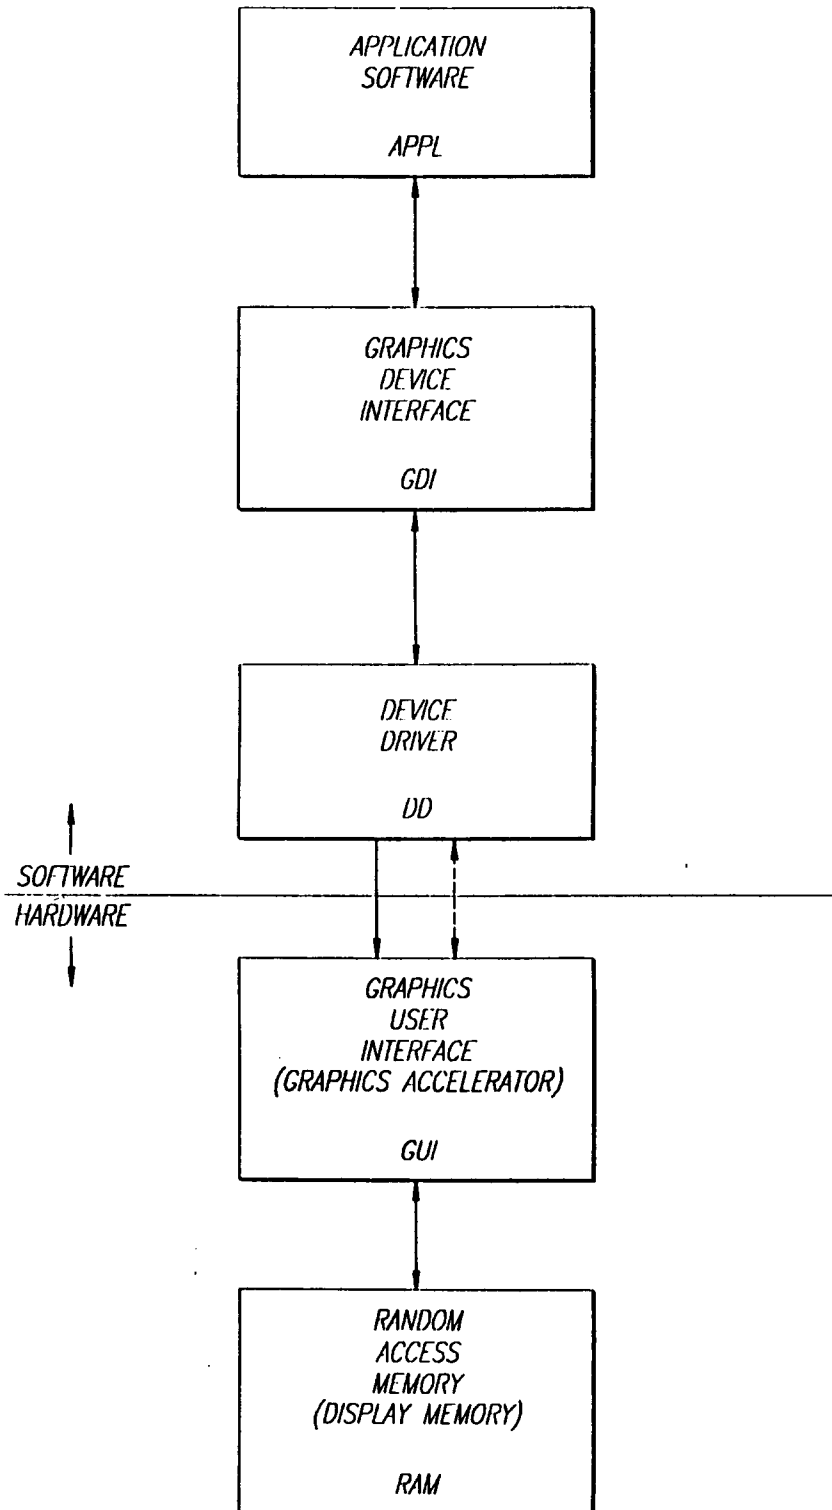 APPLICATION
SOFTWARE
APPL
GRAPHICS
DEVICE
INTERFACE
GDI
DEVICE
DRIVER
DD
SOFTWARE
HARDWARE
GRAPHICS
USER
INTERFACE
(GRAPHICS ACCELERATOR)
GUI
RANDOM
ACCESS
MEMORY
(DISPLAY MEMORY)
RAM